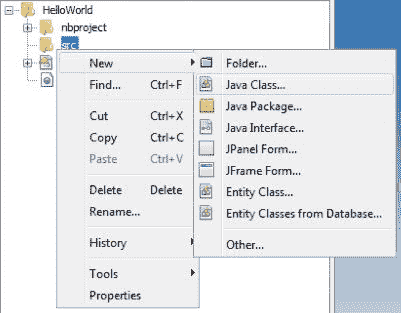 HelloWorld
nbproject
src
New
Find... Ctrl+F
Cut Ctrl+X
Copy Ctrl+C
Paste Ctrl+V
Delete Delete
Rename...
History
Tools
Properties
Folder...
Java Class...
Java Package...
Java Interface...
JPanel Form...
JFrame Form...
Entity Class...
Entity Classes from Database...
Other...